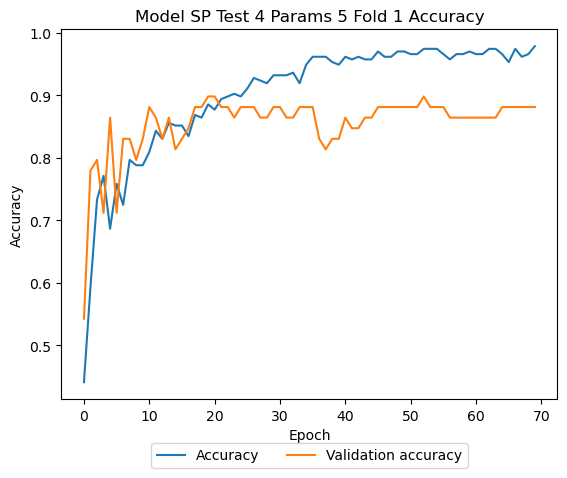 Model SP Test 4 Params 5 Fold 1 Accuracy
1.0
0.9
0.8
0.7
0.6
0.5
Accuracy
0 10 20 30 40 50 60 70
Epoch
Accuracy Validation accuracy